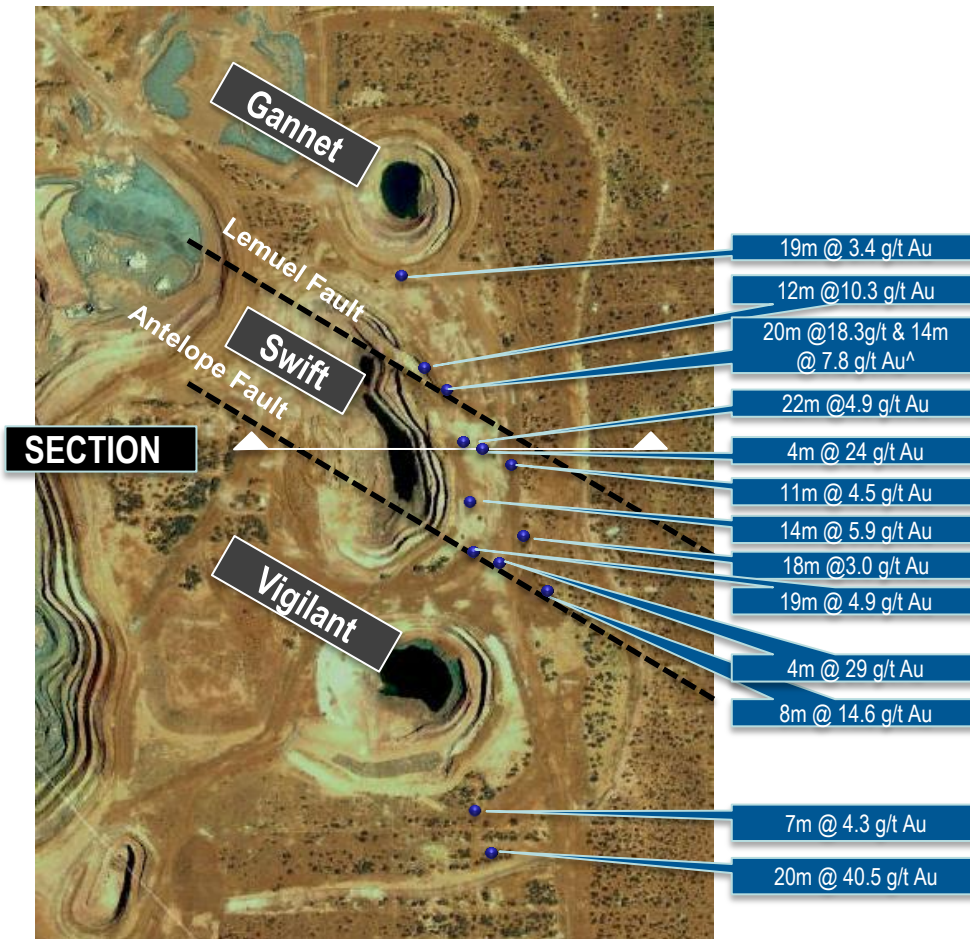 Gannet
Lemuel Fault
Antelope Fault
Swift
SECTION
Vigilant
19m @ 3.4 g/t Au
12m @10.3 g/t Au
20m @18.3g/t & 14m
@ 7.8 g/t Au^
22m @4.9 g/t Au
4m @ 24 g/t Au
11m @ 4.5 g/t Au
14m @ 5.9 g/t Au
18m @3.0 g/t Au
19m @ 4.9 g/t Au
4m @ 29 g/t Au
8m @ 14.6 g/t Au
7m @ 4.3 g/t Au
20m @ 40.5 g/t Au